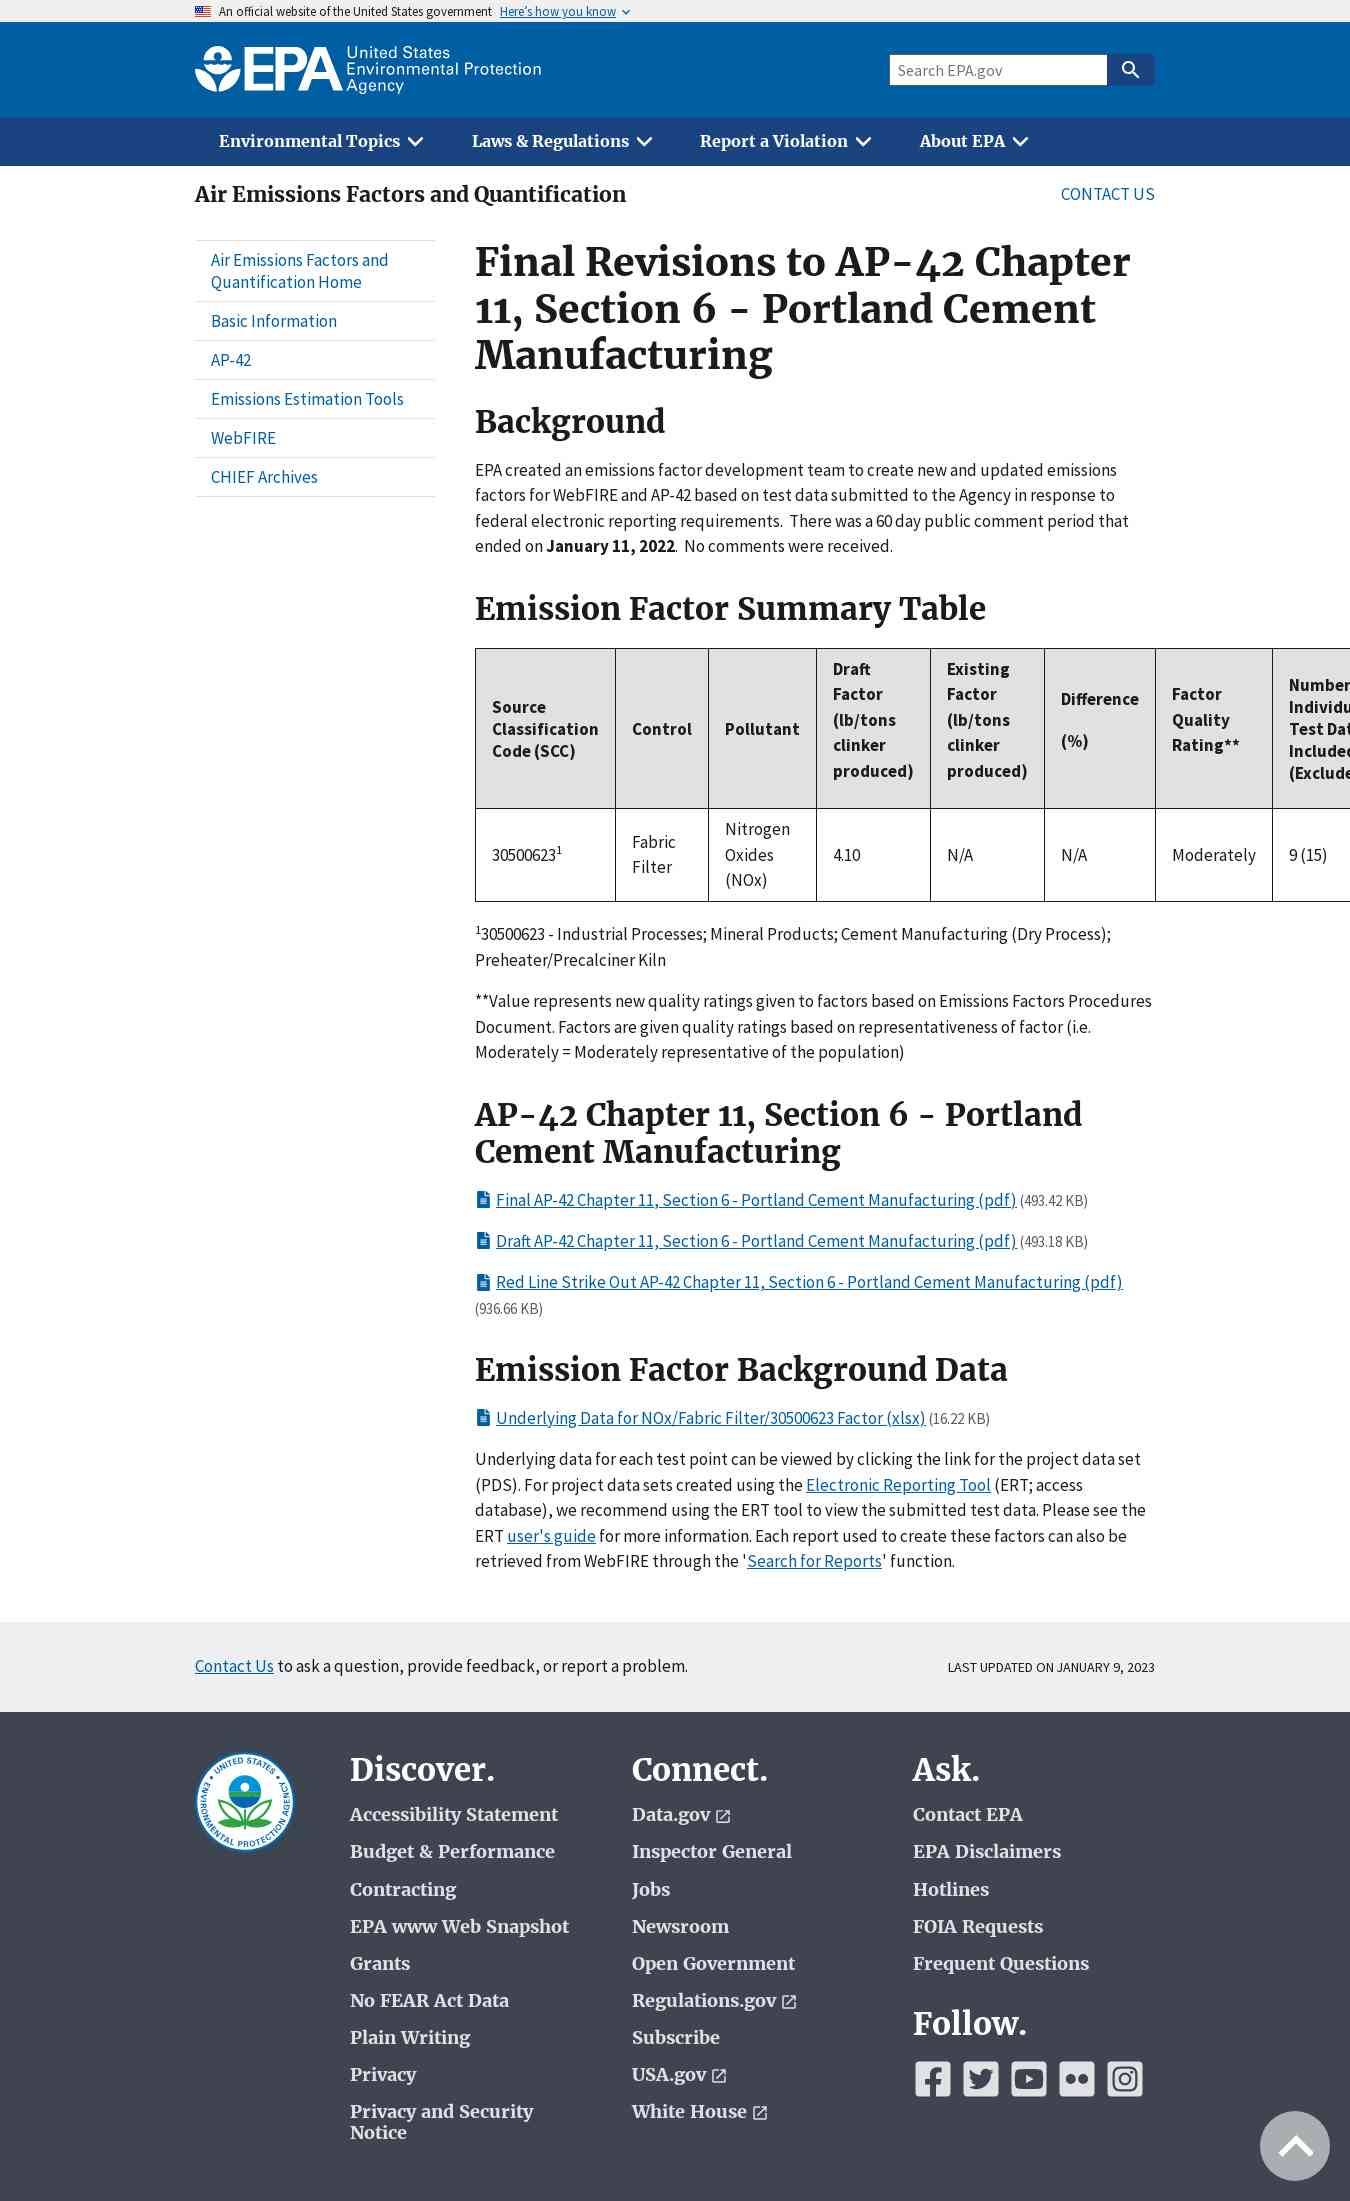 An official website of the United States government Here's how you know
EPA United States
Environmental Protection
Agency
Search EPA.gov
Environmental Topics Laws & Regulations Report a Violation About EPA
Air Emissions Factors and Quantification CONTACT US
Air Emissions Factors and
Quantification Home
Basic Information
AP-42
Emissions Estimation Tools
WebFIRE
CHIEF Archives
Final Revisions to AP-42 Chapter
11, Section 6 - Portland Cement
Manufacturing
Background
EPA created an emissions factor development team to create new and updated emissions
factors for WebFIRE and AP-42 based on test data submitted to the Agency in response to
federal electronic reporting requirements.  There was a 60 day public comment period that
ended on January 11, 2022.  No comments were received.
Emission Factor Summary Table
Source
Classification
Code (SCC)
Control
Pollutant
Draft
Factor
(lb/tons
clinker
produced)
Existing
Factor
(lb/tons
clinker
produced)
Difference
(%)
Factor
Quality
Rating**
Number
Test
30500623¹
Fabric
Filter
Nitrogen
Oxides
(NOx)
4.10
N/A
N/A
Moderately
9 (15)
¹30500623 - Industrial Processes; Mineral Products; Cement Manufacturing (Dry Process);
Preheater/Precalciner Kiln
**Value represents new quality ratings given to factors based on Emissions Factors Procedures
Document. Factors are given quality ratings based on representativeness of factor (i.e.
Moderately = Moderately representative of the population)
AP-42 Chapter 11, Section 6 - Portland
Cement Manufacturing
Final AP-42 Chapter 11, Section 6 - Portland Cement Manufacturing (pdf) (493.42 KB)
Draft AP-42 Chapter 11, Section 6 - Portland Cement Manufacturing (pdf) (493.18 KB)
Red Line Strike Out AP-42 Chapter 11, Section 6 - Portland Cement Manufacturing (pdf)
(936.66 KB)
Emission Factor Background Data
Underlying Data for NOx/Fabric Filter/30500623 Factor (xlsx) (16.22 KB)
Underlying data for each test point can be viewed by clicking the link for the project data set
(PDS). For project data sets created using the Electronic Reporting Tool (ERT; access
database), we recommend using the ERT tool to view the submitted test data. Please see the
ERT user's guide for more information. Each report used to create these factors can also be
retrieved from WebFIRE through the 'Search for Reports' function.
Contact Us to ask a question, provide feedback, or report a problem. LAST UPDATED ON JANUARY 9, 2023
UNITED STATES
ENVIRONMENTAL PROTECTION AGENCY
Discover.
Accessibility Statement
Budget & Performance
Contracting
EPA www Web Snapshot
Grants
No FEAR Act Data
Plain Writing
Privacy
Privacy and Security
Notice
Connect.
Data.gov
Inspector General
Jobs
Newsroom
Open Government
Regulations.gov
Subscribe
USA.gov
White House
Ask.
Contact EPA
EPA Disclaimers
Hotlines
FOIA Requests
Frequent Questions
Follow.